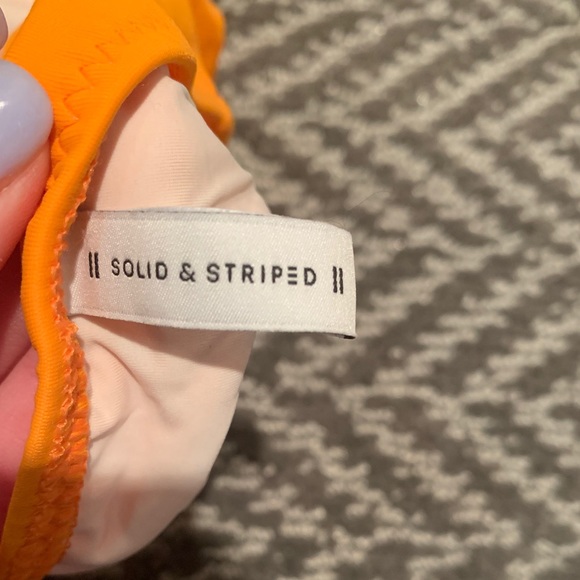 || SOLID & STRIPED ||